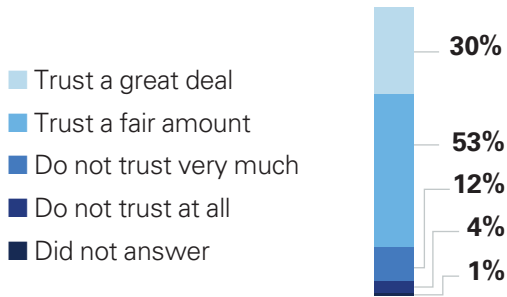 Trust a great deal
Trust a fair amount
Do not trust very much
Do not trust at all
Did not answer
30%
53%
12%
4%
1%